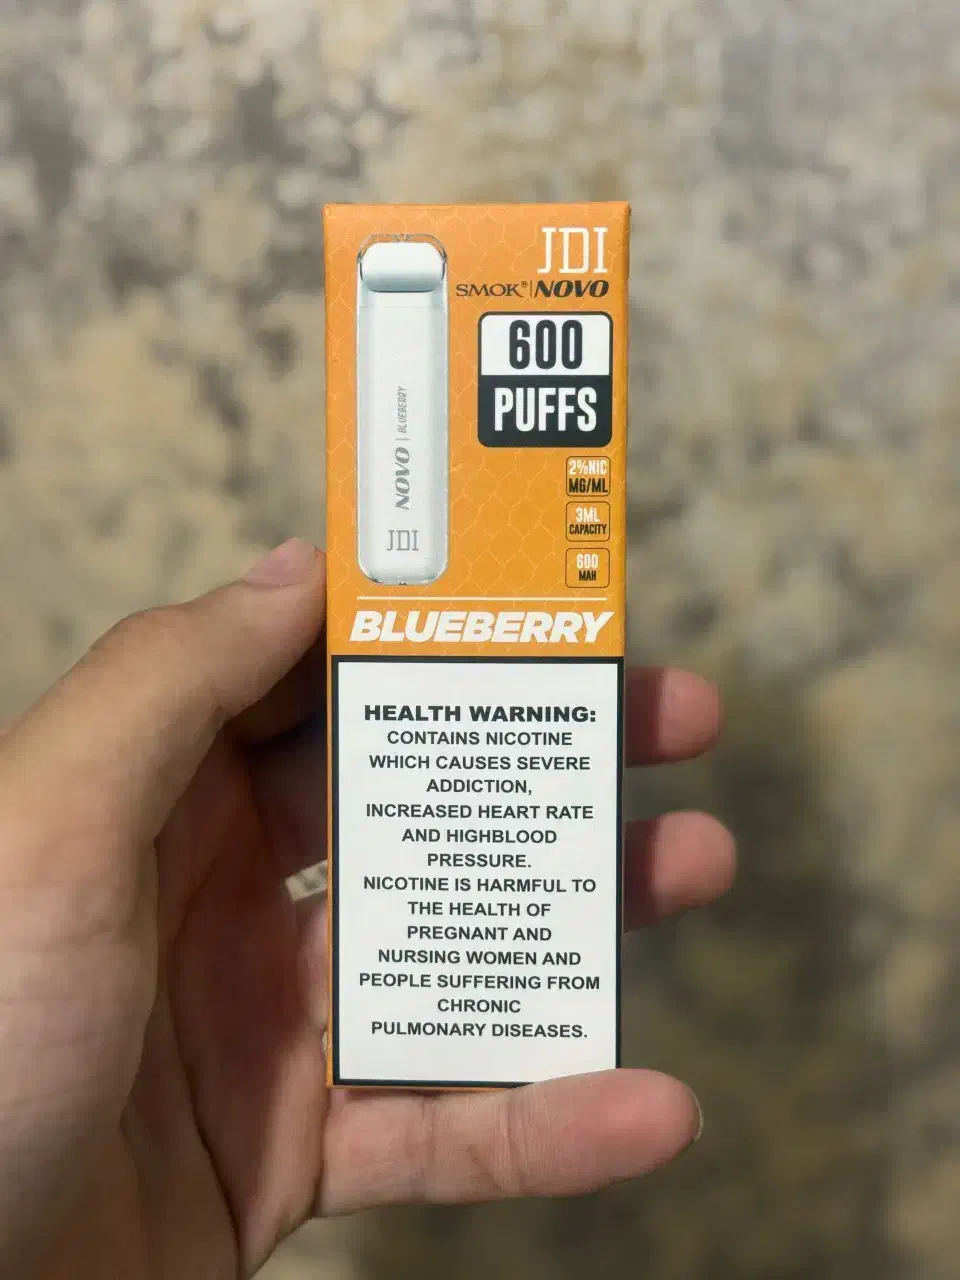 JDI
SMOK® | NOVO
600
PUFFS
2%NIC
MG/ML
3ML
CAPACITY
600
MAH
NOVO | BLUEBERRY
JDI
BLUEBERRY
HEALTH WARNING:
CONTAINS NICOTINE
WHICH CAUSES SEVERE
ADDICTION,
INCREASED HEART RATE
AND HIGHBLOOD
PRESSURE.
NICOTINE IS HARMFUL TO
THE HEALTH OF
PREGNANT AND
NURSING WOMEN AND
PEOPLE SUFFERING FROM
CHRONIC
PULMONARY DISEASES.